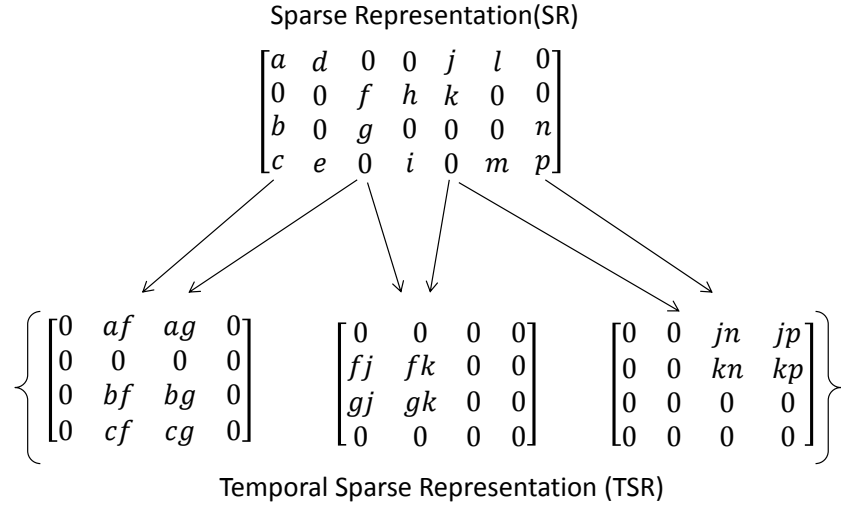 Sparse Representation(SR)
a d 0 0 j l 0
0 0 f h k 0 0
b 0 g 0 0 0 n
c e 0 i 0 m p
0 af ag 0 0 0 0 0 0 0 jn jp
0 0 0 0 fj fk 0 0 0 0 kn kp
0 bf bg 0 gj gk 0 0 0 0 0 0
0 cf cg 0 0 0 0 0 0 0 0 0
Temporal Sparse Representation (TSR)